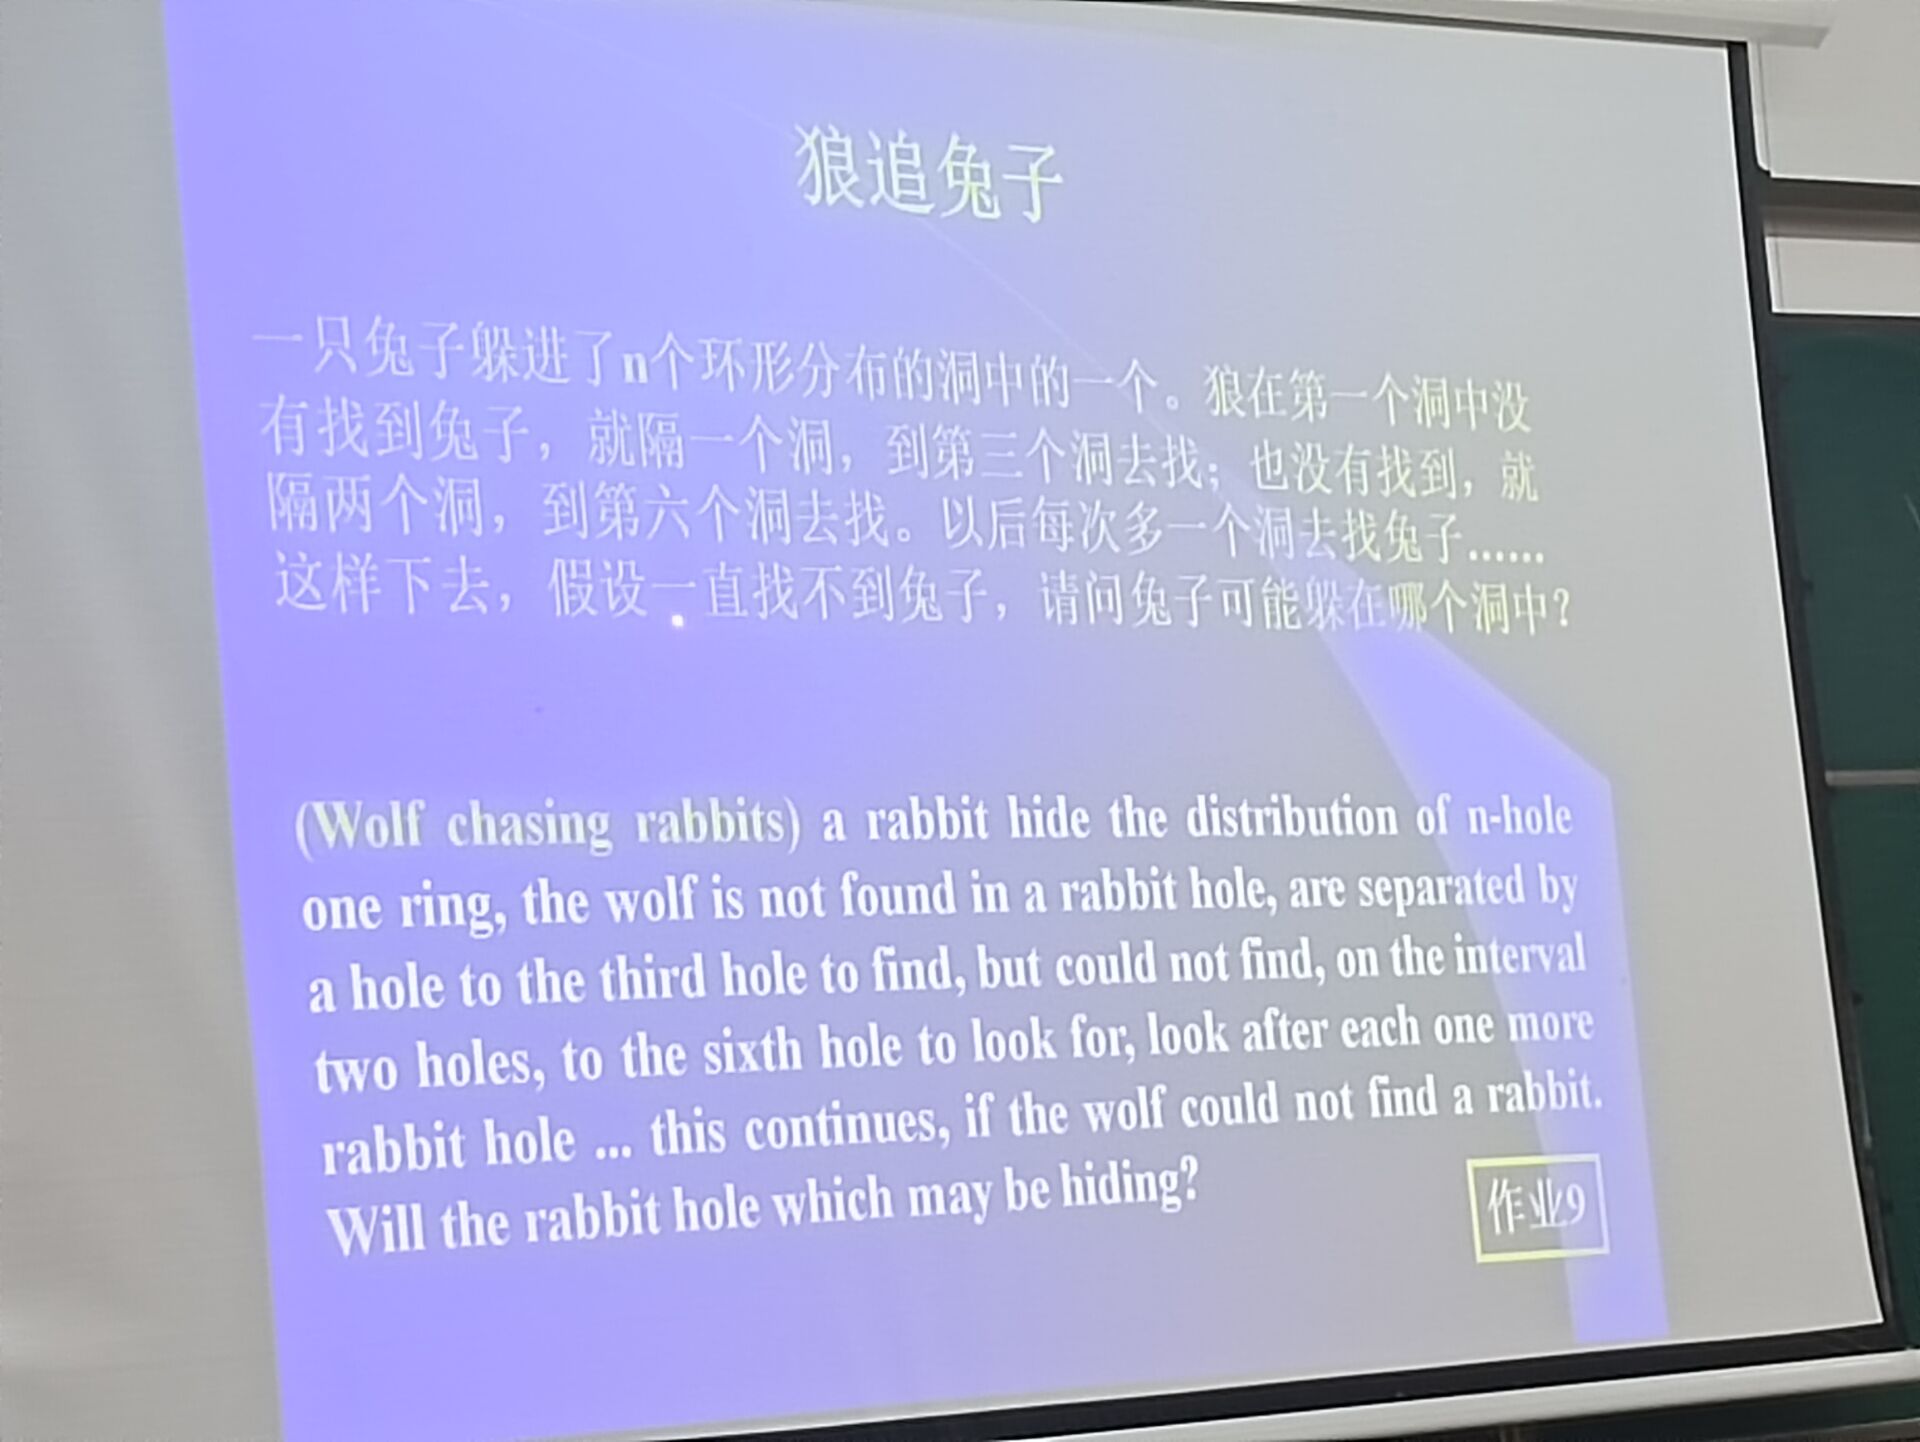 狼追兔子
一只兔子躲进了n个环形分布的洞中的一个。狼在第一个洞中没
有找到兔子，就隔一个洞，到第三个洞去找；也没有找到，就
隔两个洞，到第六个洞去找。以后每次多一个洞去找兔子......
这样下去，假设一直找不到兔子，请问兔子可能躲在哪个洞中？
(Wolf chasing rabbits) a rabbit hide the distribution of n-hole
one ring, the wolf is not found in a rabbit hole, are separated by
a hole to the third hole to find, but could not find, on the interval
two holes, to the sixth hole to look for, look after each one more
rabbit hole ... this continues, if the wolf could not find a rabbit.
Will the rabbit hole which may be hiding?
作业9